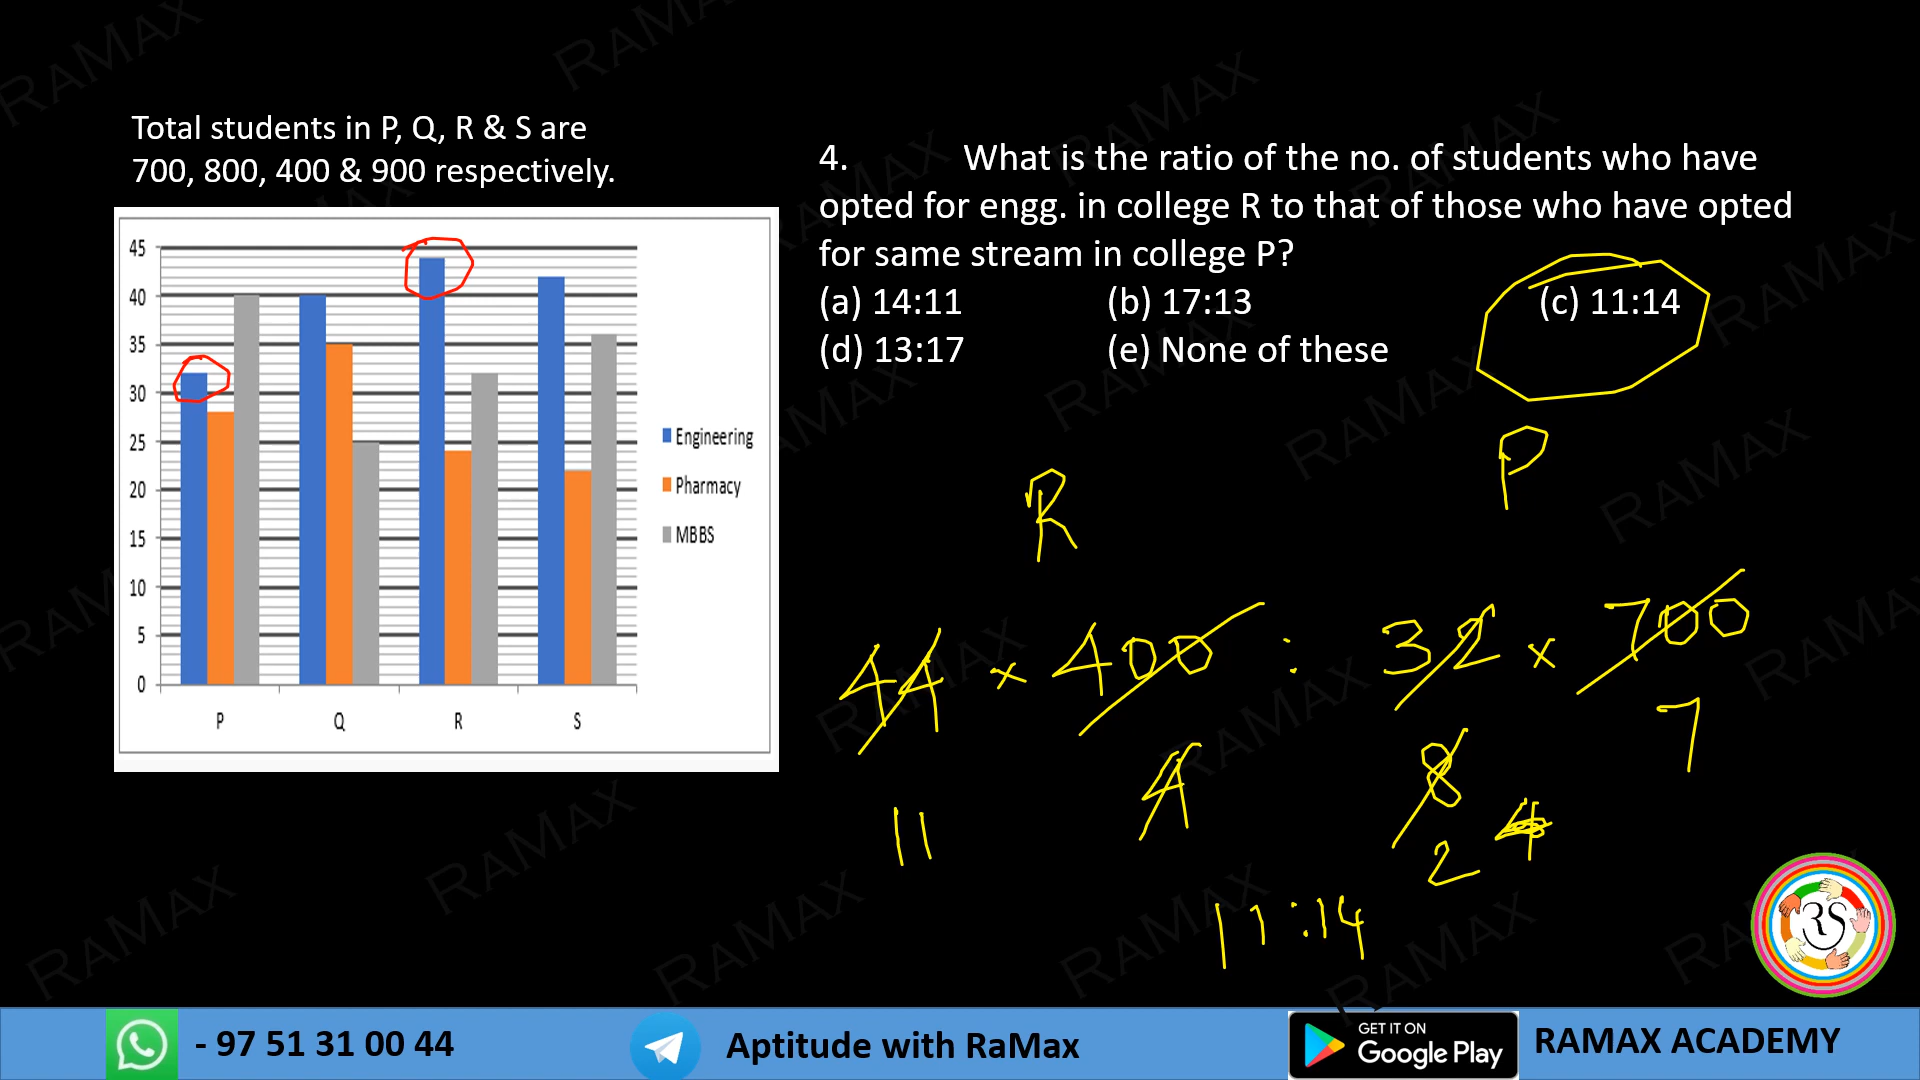 Total students in P, Q, R & S are
700, 800, 400 & 900 respectively.
4. What is the ratio of the no. of students who have
opted for engg. in college R to that of those who have opted
for same stream in college P?
(a) 14:11 (b) 17:13 (c) 11:14
(d) 13:17 (e) None of these
45
40
35
30
25
20
15
10
5
0
P Q R S
Engineering
Pharmacy
MBBS
R P
44 x 400 : 32 x 700
7
4 8
11 2 4
11:14
RS
- 97 51 31 00 44
Aptitude with RaMax
GET IT ON
Google Play
RAMAX ACADEMY
RAMAX